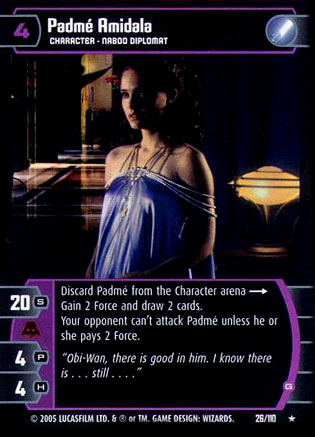 4
Padmé Amidala
CHARACTER - NABOO DIPLOMAT
20 S
4 P
4 H
Discard Padmé from the Character arena →
Gain 2 Force and draw 2 cards.
Your opponent can't attack Padmé unless he or
she pays 2 Force.
"Obi-Wan, there is good in him. I know there
is . . . still . . . ."
G
© 2005 LUCASFILM LTD. & ® or TM. GAME DESIGN: WIZARDS. 26/110